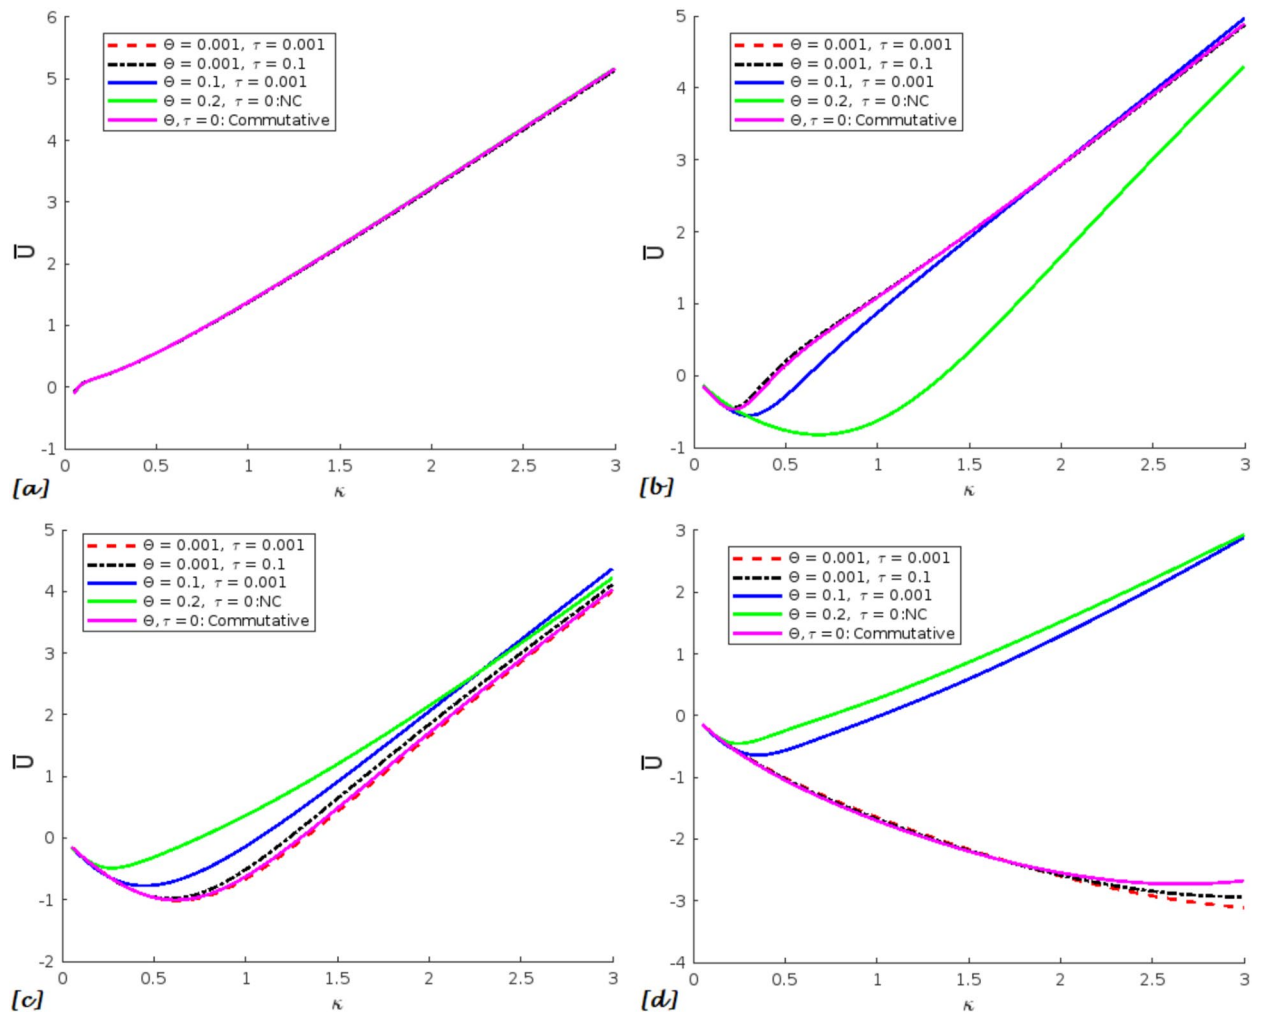 6
5
4
3
2
1
0
-1
Ū
Θ = 0.001, τ = 0.001
Θ = 0.001, τ = 0.1
Θ = 0.1, τ = 0.001
Θ = 0.2, τ = 0:NC
Θ, τ = 0: Commutative
0 0.5 1 1.5 2 2.5 3
κ
[a]
5
4
3
2
1
0
-1
Ū
Θ = 0.001, τ = 0.001
Θ = 0.001, τ = 0.1
Θ = 0.1, τ = 0.001
Θ = 0.2, τ = 0:NC
Θ, τ = 0: Commutative
0 0.5 1 1.5 2 2.5 3
κ
[b]
5
4
3
2
1
0
-1
-2
Ū
Θ = 0.001, τ = 0.001
Θ = 0.001, τ = 0.1
Θ = 0.1, τ = 0.001
Θ = 0.2, τ = 0:NC
Θ, τ = 0: Commutative
0 0.5 1 1.5 2 2.5 3
κ
[c]
3
2
1
0
-1
-2
-3
-4
Ū
Θ = 0.001, τ = 0.001
Θ = 0.001, τ = 0.1
Θ = 0.1, τ = 0.001
Θ = 0.2, τ = 0:NC
Θ, τ = 0: Commutative
0 0.5 1 1.5 2 2.5 3
κ
[d]